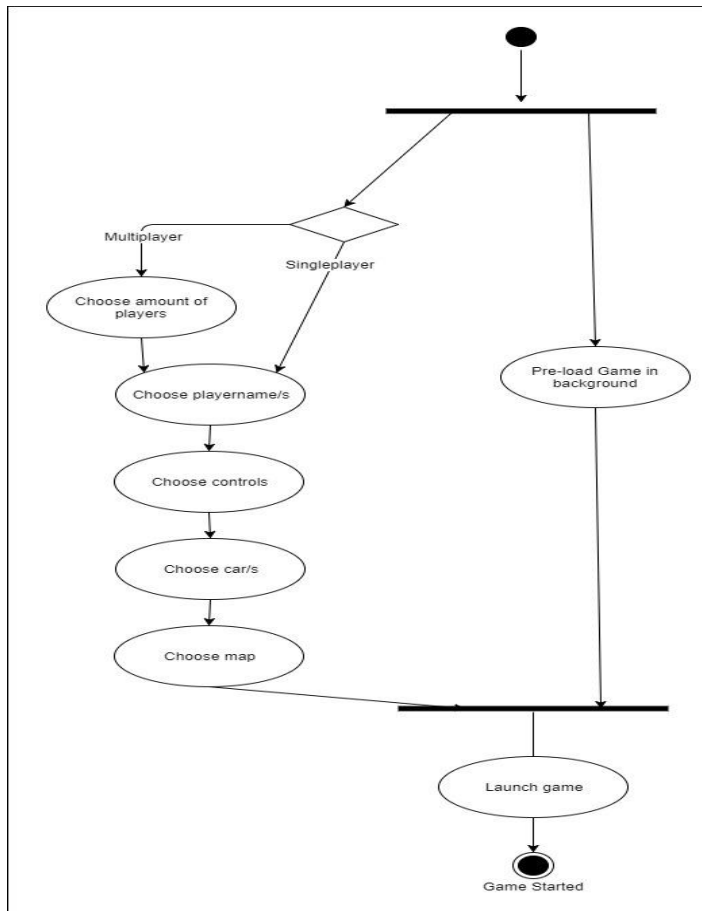 Multiplayer
Singleplayer
Choose amount of
players
Choose playername/s
Pre-load Game in
background
Choose controls
Choose car/s
Choose map
Launch game
Game Started